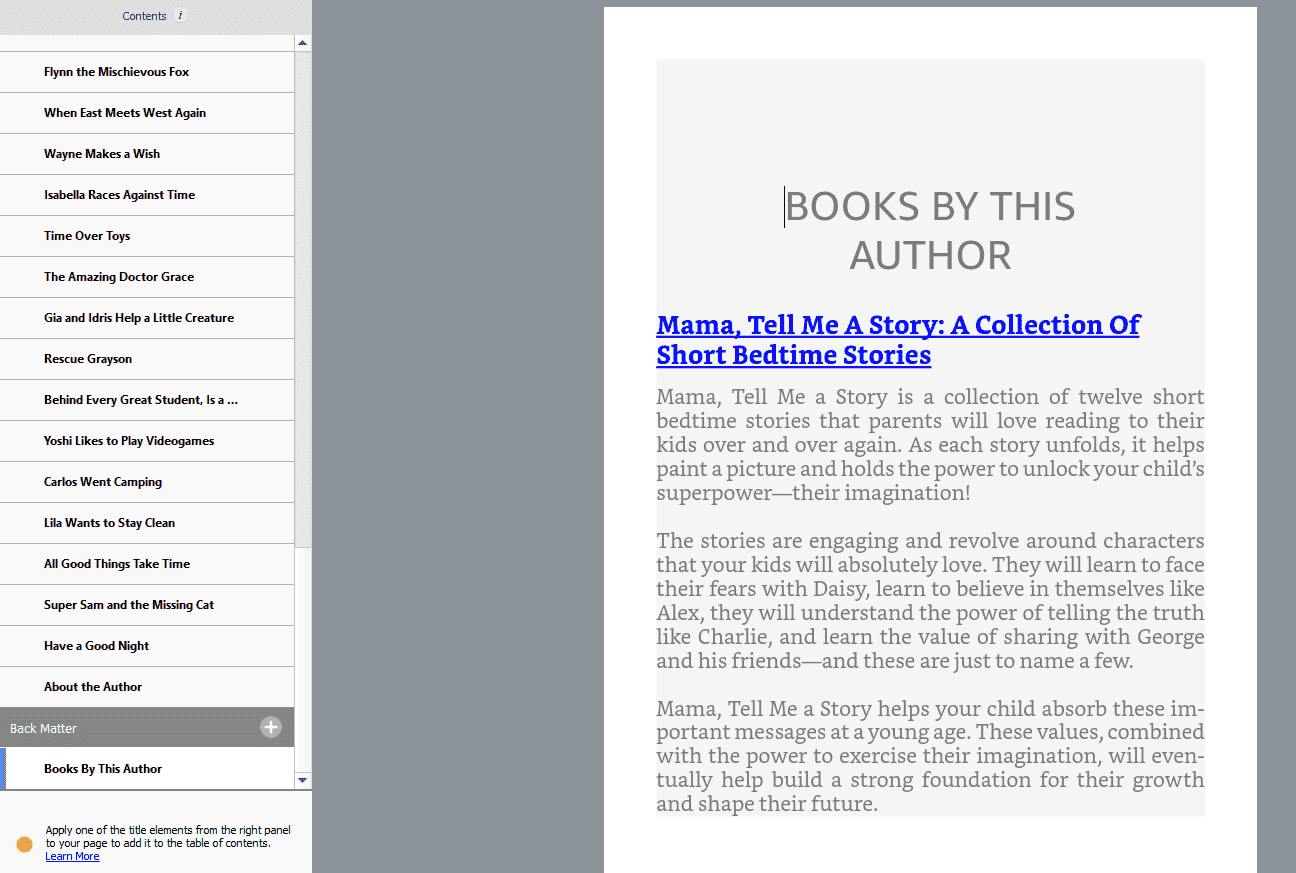 Contents i
Flynn the Mischievous Fox
When East Meets West Again
Wayne Makes a Wish
Isabella Races Against Time
Time Over Toys
The Amazing Doctor Grace
Gia and Idris Help a Little Creature
Rescue Grayson
Behind Every Great Student, Is a ...
Yoshi Likes to Play Videogames
Carlos Went Camping
Lila Wants to Stay Clean
All Good Things Take Time
Super Sam and the Missing Cat
Have a Good Night
About the Author
Back Matter
Books By This Author
Apply one of the title elements from the right panel
to your page to add it to the table of contents.
Learn More
BOOKS BY THIS
AUTHOR
Mama, Tell Me A Story: A Collection Of
Short Bedtime Stories
Mama, Tell Me a Story is a collection of twelve short
bedtime stories that parents will love reading to their
kids over and over again. As each story unfolds, it helps
paint a picture and holds the power to unlock your child’s
superpower—their imagination!
The stories are engaging and revolve around characters
that your kids will absolutely love. They will learn to face
their fears with Daisy, learn to believe in themselves like
Alex, they will understand the power of telling the truth
like Charlie, and learn the value of sharing with George
and his friends—and these are just to name a few.
Mama, Tell Me a Story helps your child absorb these im-
portant messages at a young age. These values, combined
with the power to exercise their imagination, will even-
tually help build a strong foundation for their growth
and shape their future.